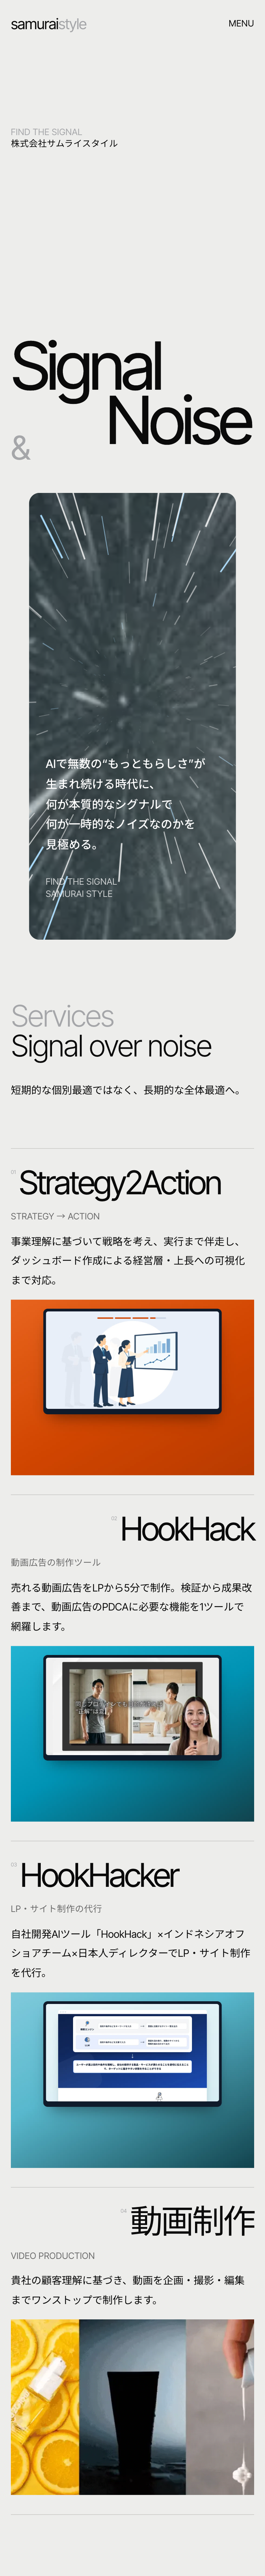 samuraistyle
MENU
FIND THE SIGNAL
株式会社サムライスタイル
Signal
Noise
&
AIで無数の“もっともらしさ”が
生まれ続ける時代に、
何が本質的なシグナルで
何が一時的なノイズなのかを
見極める。
FIND THE SIGNAL
SAMURAI STYLE
Services
Signal over noise
短期的な個別最適ではなく、長期的な全体最適へ。
01
Strategy2Action
STRATEGY → ACTION
事業理解に基づいて戦略を考え、実行まで伴走し、
ダッシュボード作成による経営層・上長への可視化
まで対応。
02
HookHack
動画広告の制作ツール
売れる動画広告をLPから5分で制作。検証から成果改
善まで、動画広告のPDCAに必要な機能を1ツールで
網羅します。
03
HookHacker
LP・サイト制作の代行
自社開発AIツール「HookHack」×インドネシアオフ
ショアチーム×日本人ディレクターでLP・サイト制作
を代行。
04
動画制作
VIDEO PRODUCTION
貴社の顧客理解に基づき、動画を企画・撮影・編集
までワンストップで制作します。